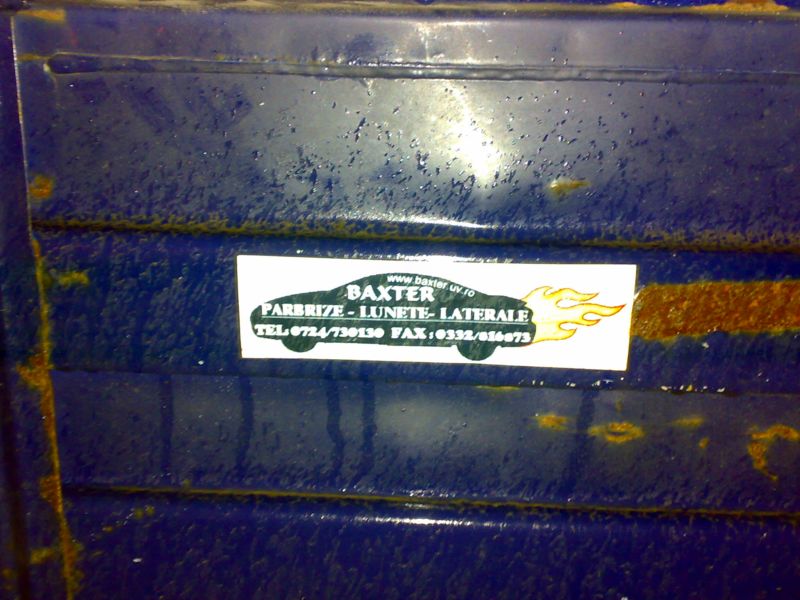 www.baxter.uv.ro
BAXTER
PARBRIZE - LUNETE - LATERALE
TEL: 0724/730130 FAX: 0332/816073